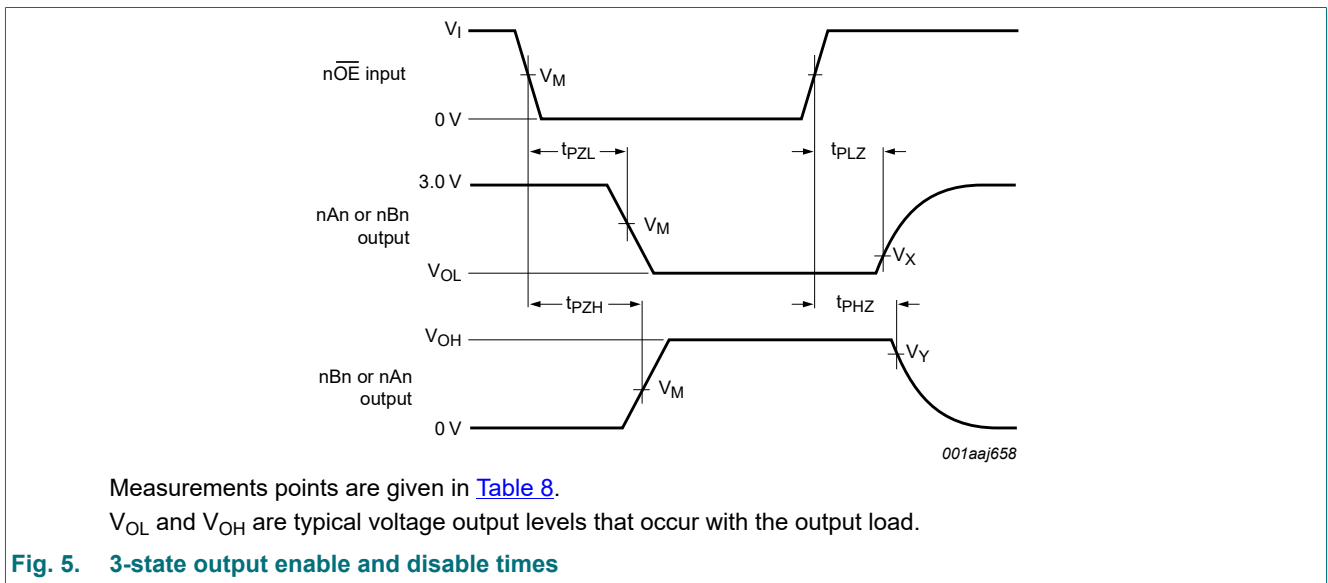 V_I
nO̅E̅ input
V_M
0 V
t_PZL
t_PLZ
3.0 V
nAn or nBn
output
V_M
V_X
V_OL
t_PZH
t_PHZ
V_OH
V_Y
nBn or nAn
output
V_M
0 V
001aaj658
Measurements points are given in Table 8.
V_OL and V_OH are typical voltage output levels that occur with the output load.
Fig. 5. 3-state output enable and disable times